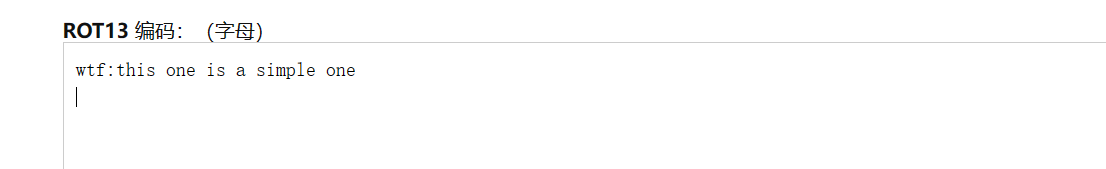 ROT13 编码：（字母）
wtf:this one is a simple one